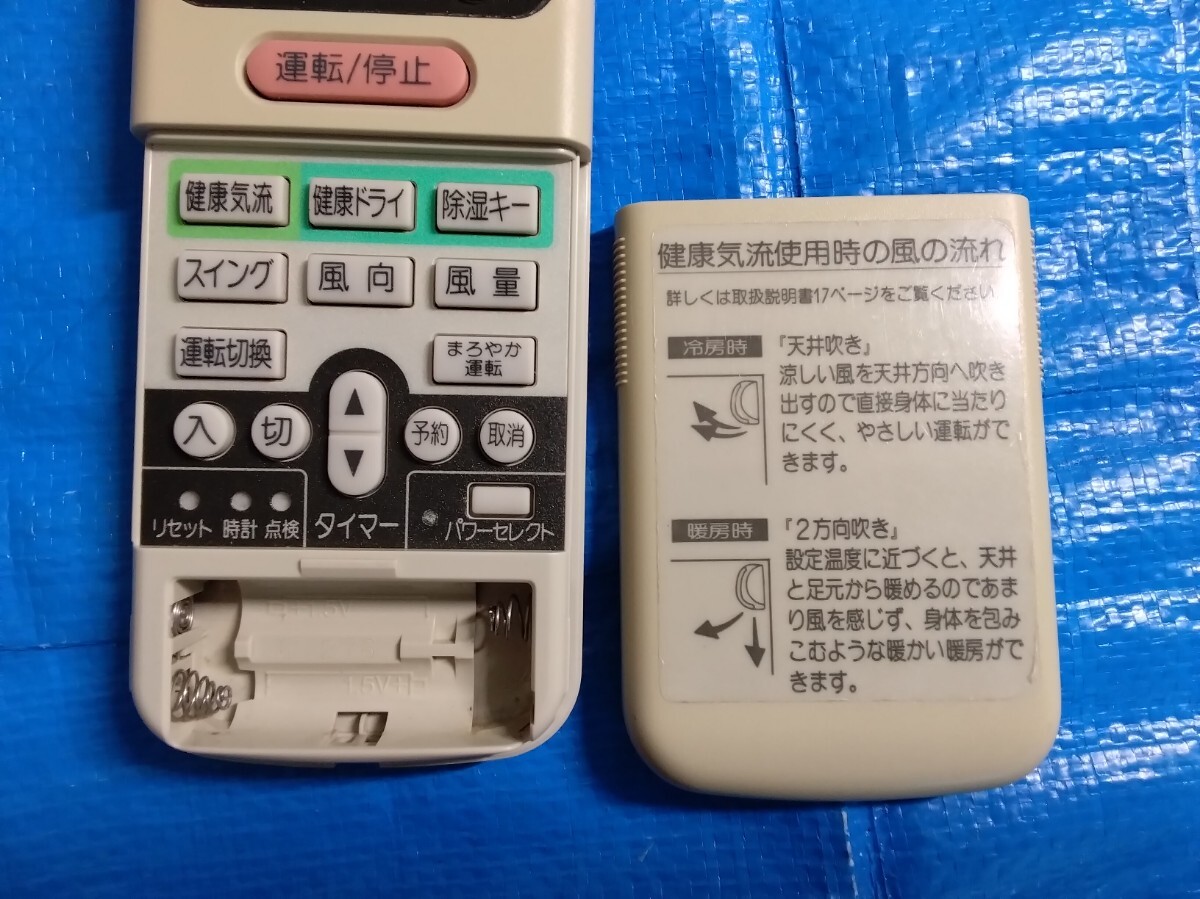 運転/停止
健康気流 健康ドライ 除湿キー
スイング 風向 風量
運転切換 まろやか
運転
▲
入 切 予約 取消
▼
リセット 時計 点検 タイマー パワーセレクト
健康気流使用時の風の流れ
詳しくは取扱説明書17ページをご覧ください
冷房時 『天井吹き』
涼しい風を天井方向へ吹き
出すので直接身体に当たり
にくく、やさしい運転がで
きます。
暖房時 『2方向吹き』
設定温度に近づくと、天井
と足元から暖めるのであま
り風を感じず、身体を包み
こむような暖かい暖房がで
きます。